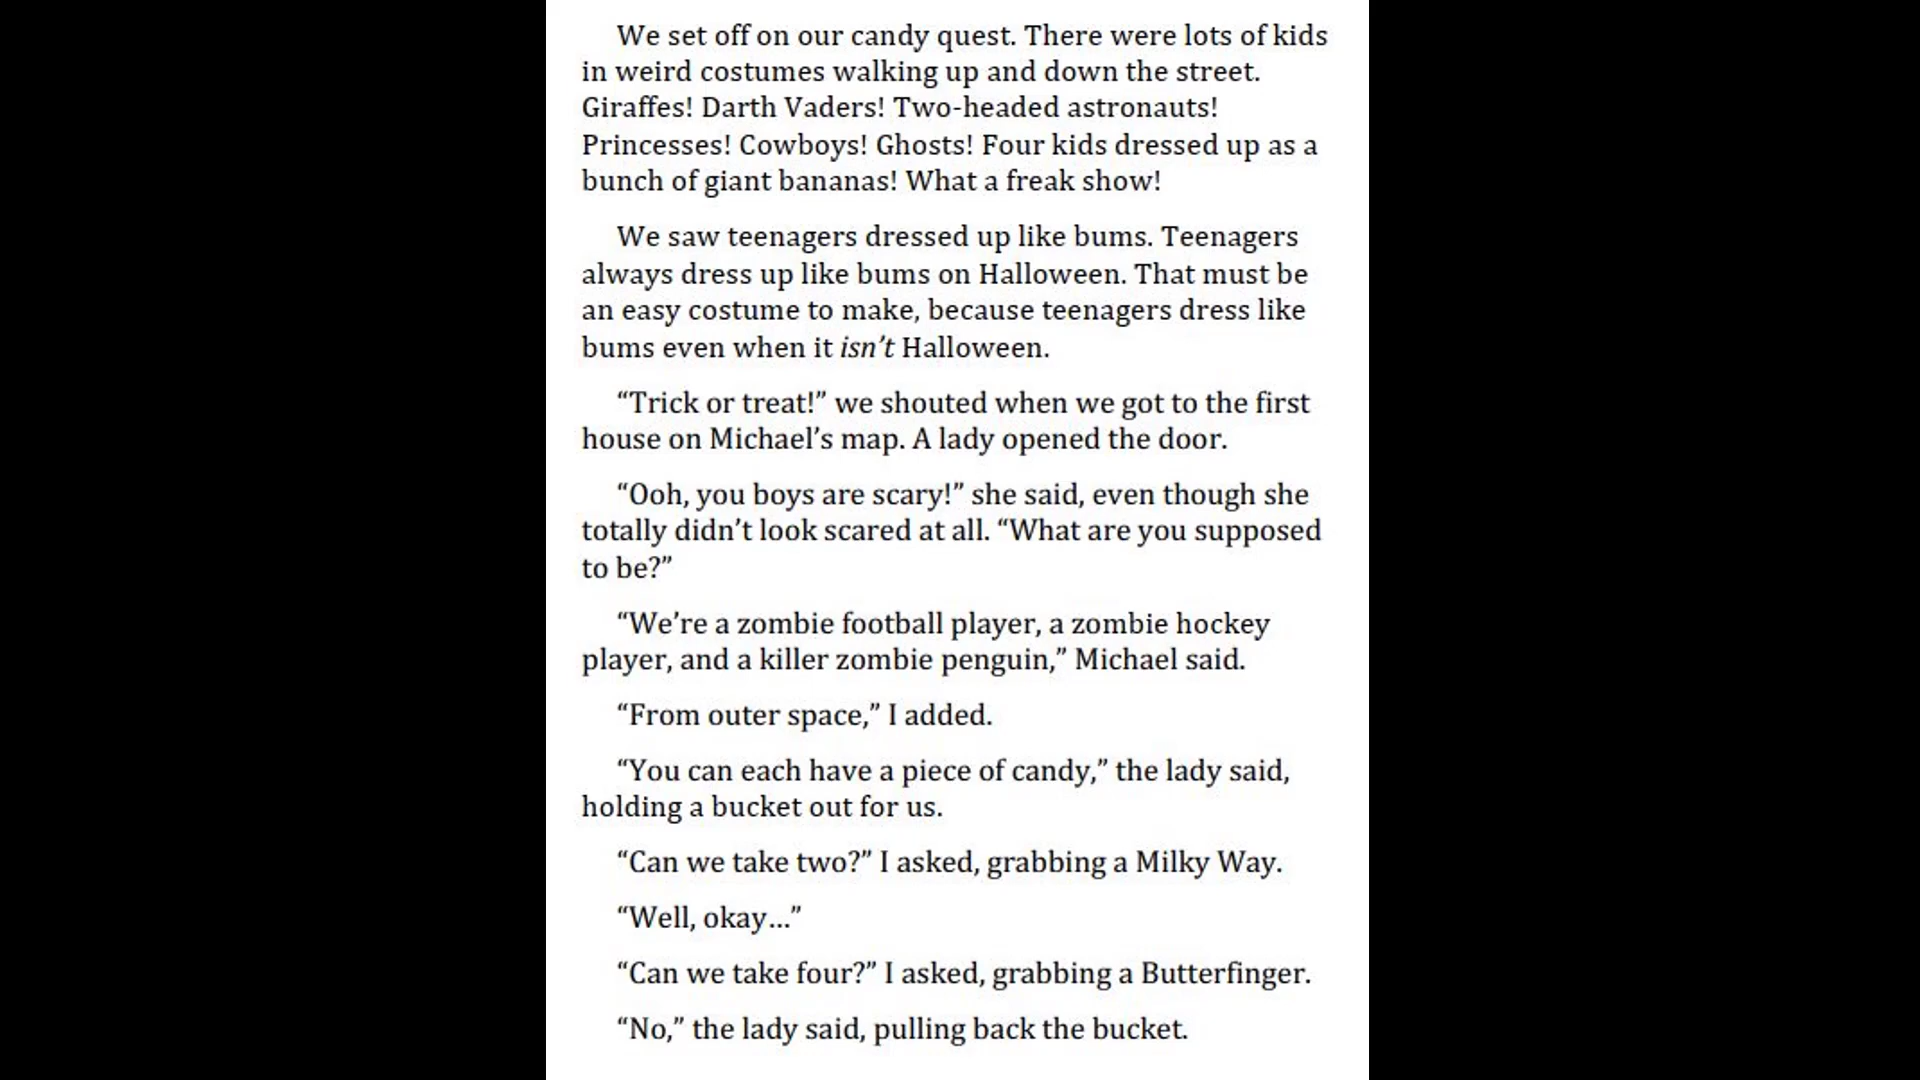 We set off on our candy quest. There were lots of kids
in weird costumes walking up and down the street.
Giraffes! Darth Vaders! Two-headed astronauts!
Princesses! Cowboys! Ghosts! Four kids dressed up as a
bunch of giant bananas! What a freak show!
We saw teenagers dressed up like bums. Teenagers
always dress up like bums on Halloween. That must be
an easy costume to make, because teenagers dress like
bums even when it isn’t Halloween.
“Trick or treat!” we shouted when we got to the first
house on Michael’s map. A lady opened the door.
“Ooh, you boys are scary!” she said, even though she
totally didn’t look scared at all. “What are you supposed
to be?”
“We’re a zombie football player, a zombie hockey
player, and a killer zombie penguin,” Michael said.
“From outer space,” I added.
“You can each have a piece of candy,” the lady said,
holding a bucket out for us.
“Can we take two?” I asked, grabbing a Milky Way.
“Well, okay…”
“Can we take four?” I asked, grabbing a Butterfinger.
“No,” the lady said, pulling back the bucket.